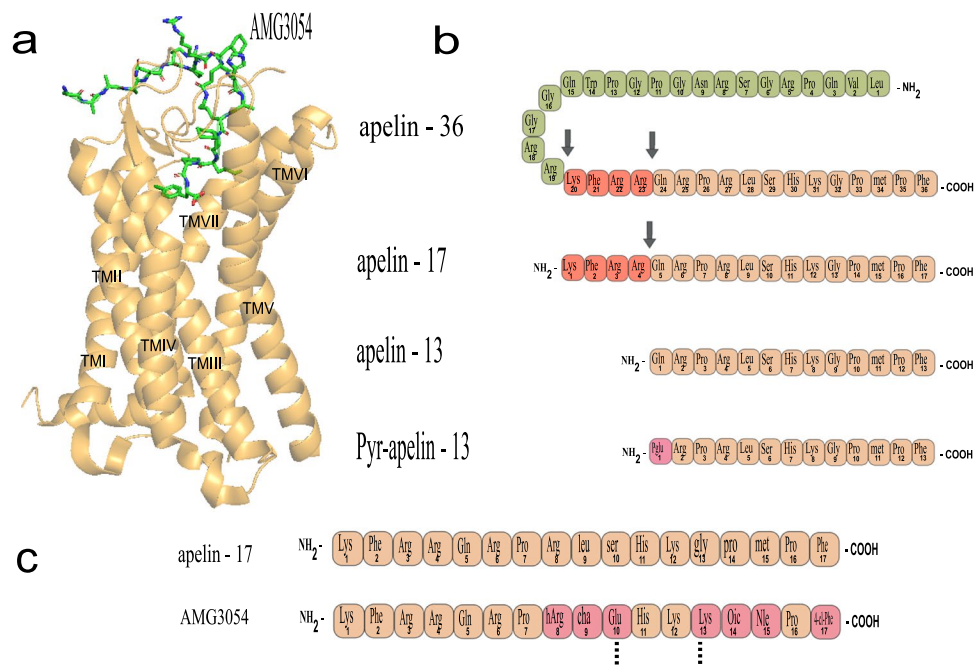 a
AMG3054
TMVI
TMVII
TMII
TMV
TMIV
TMI
TMIII
b
apelin - 36
Gln 15 Trp 14 Pro 13 Gly 12 Pro 11 Gly 10 Asn 9 Arg 8 Ser 7 Gly 6 Arg 5 Pro 4 Gln 3 Val 2 Leu 1 - NH2
Gly 16
Gly 17
Arg 18
Arg 19
Lys 20 Phe 21 Arg 22 Arg 23 Gln 24 Arg 25 Pro 26 Arg 27 Leu 28 Ser 29 His 30 Lys 31 Gly 32 Pro 33 met 34 Pro 35 Phe 36 - COOH
apelin - 17
NH2 - Lys 1 Phe 2 Arg 3 Arg 4 Gln 5 Arg 6 Pro 7 Arg 8 Leu 9 Ser 10 His 11 Lys 12 Gly 13 Pro 14 met 15 Pro 16 Phe 17 - COOH
apelin - 13
NH2 - Gln 1 Arg 2 Pro 3 Arg 4 Leu 5 Ser 6 His 7 Lys 8 Gly 9 Pro 10 met 11 Pro 12 Phe 13 - COOH
Pyr-apelin - 13
NH2 - Pglu 1 Arg 2 Pro 3 Arg 4 Leu 5 Ser 6 His 7 Lys 8 Gly 9 Pro 10 met 11 Pro 12 Phe 13 - COOH
c
apelin - 17
NH2 - Lys 1 Phe 2 Arg 3 Arg 4 Gln 5 Arg 6 Pro 7 Arg 8 leu 9 ser 10 His 11 Lys 12 gly 13 pro 14 met 15 Pro 16 Phe 17 - COOH
AMG3054
NH2 - Lys 1 Phe 2 Arg 3 Arg 4 Gln 5 Arg 6 Pro 7 hArg 8 cha 9 Glu 10 His 11 Lys 12 Lys 13 Oic 14 Nle 15 Pro 16 4-cl-Phe 17 - COOH